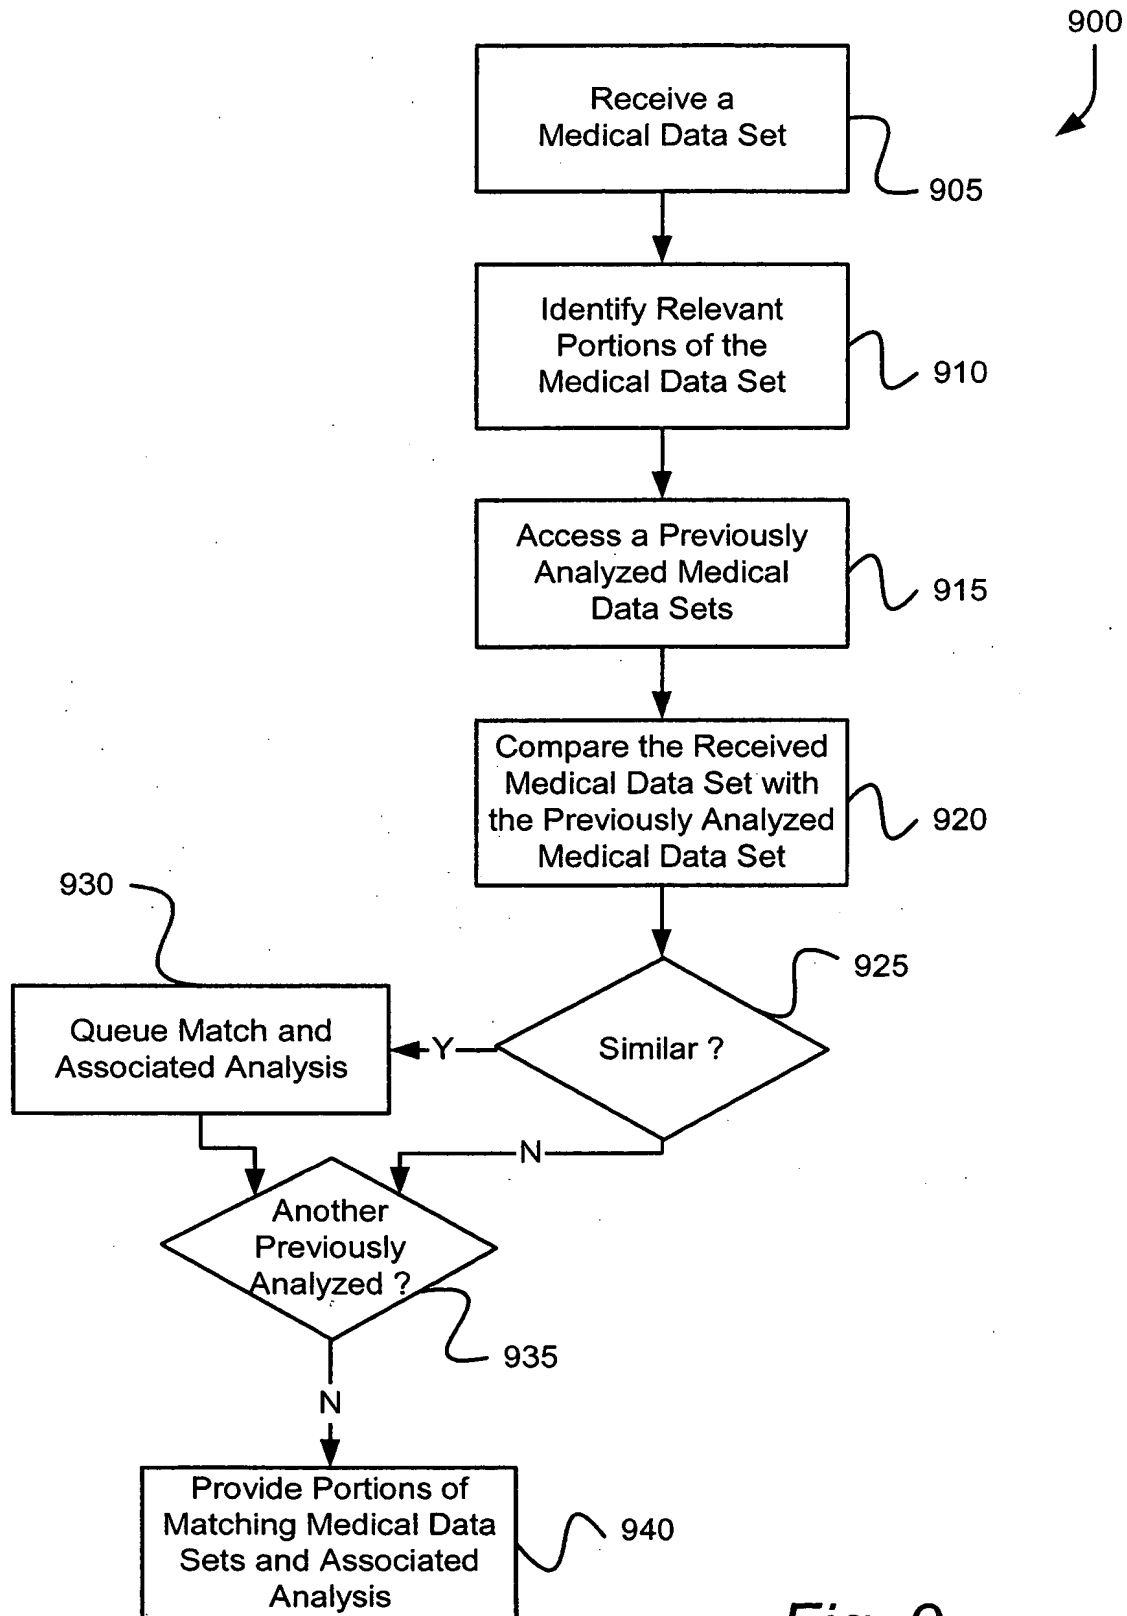 900
Receive a
Medical Data Set
905
Identify Relevant
Portions of the
Medical Data Set
910
Access a Previously
Analyzed Medical
Data Sets
915
Compare the Received
Medical Data Set with
the Previously Analyzed
Medical Data Set
920
930
925
Queue Match and
Associated Analysis
Y
Similar ?
N
Another
Previously
Analyzed ?
935
N
Provide Portions of
Matching Medical Data
Sets and Associated
Analysis
940